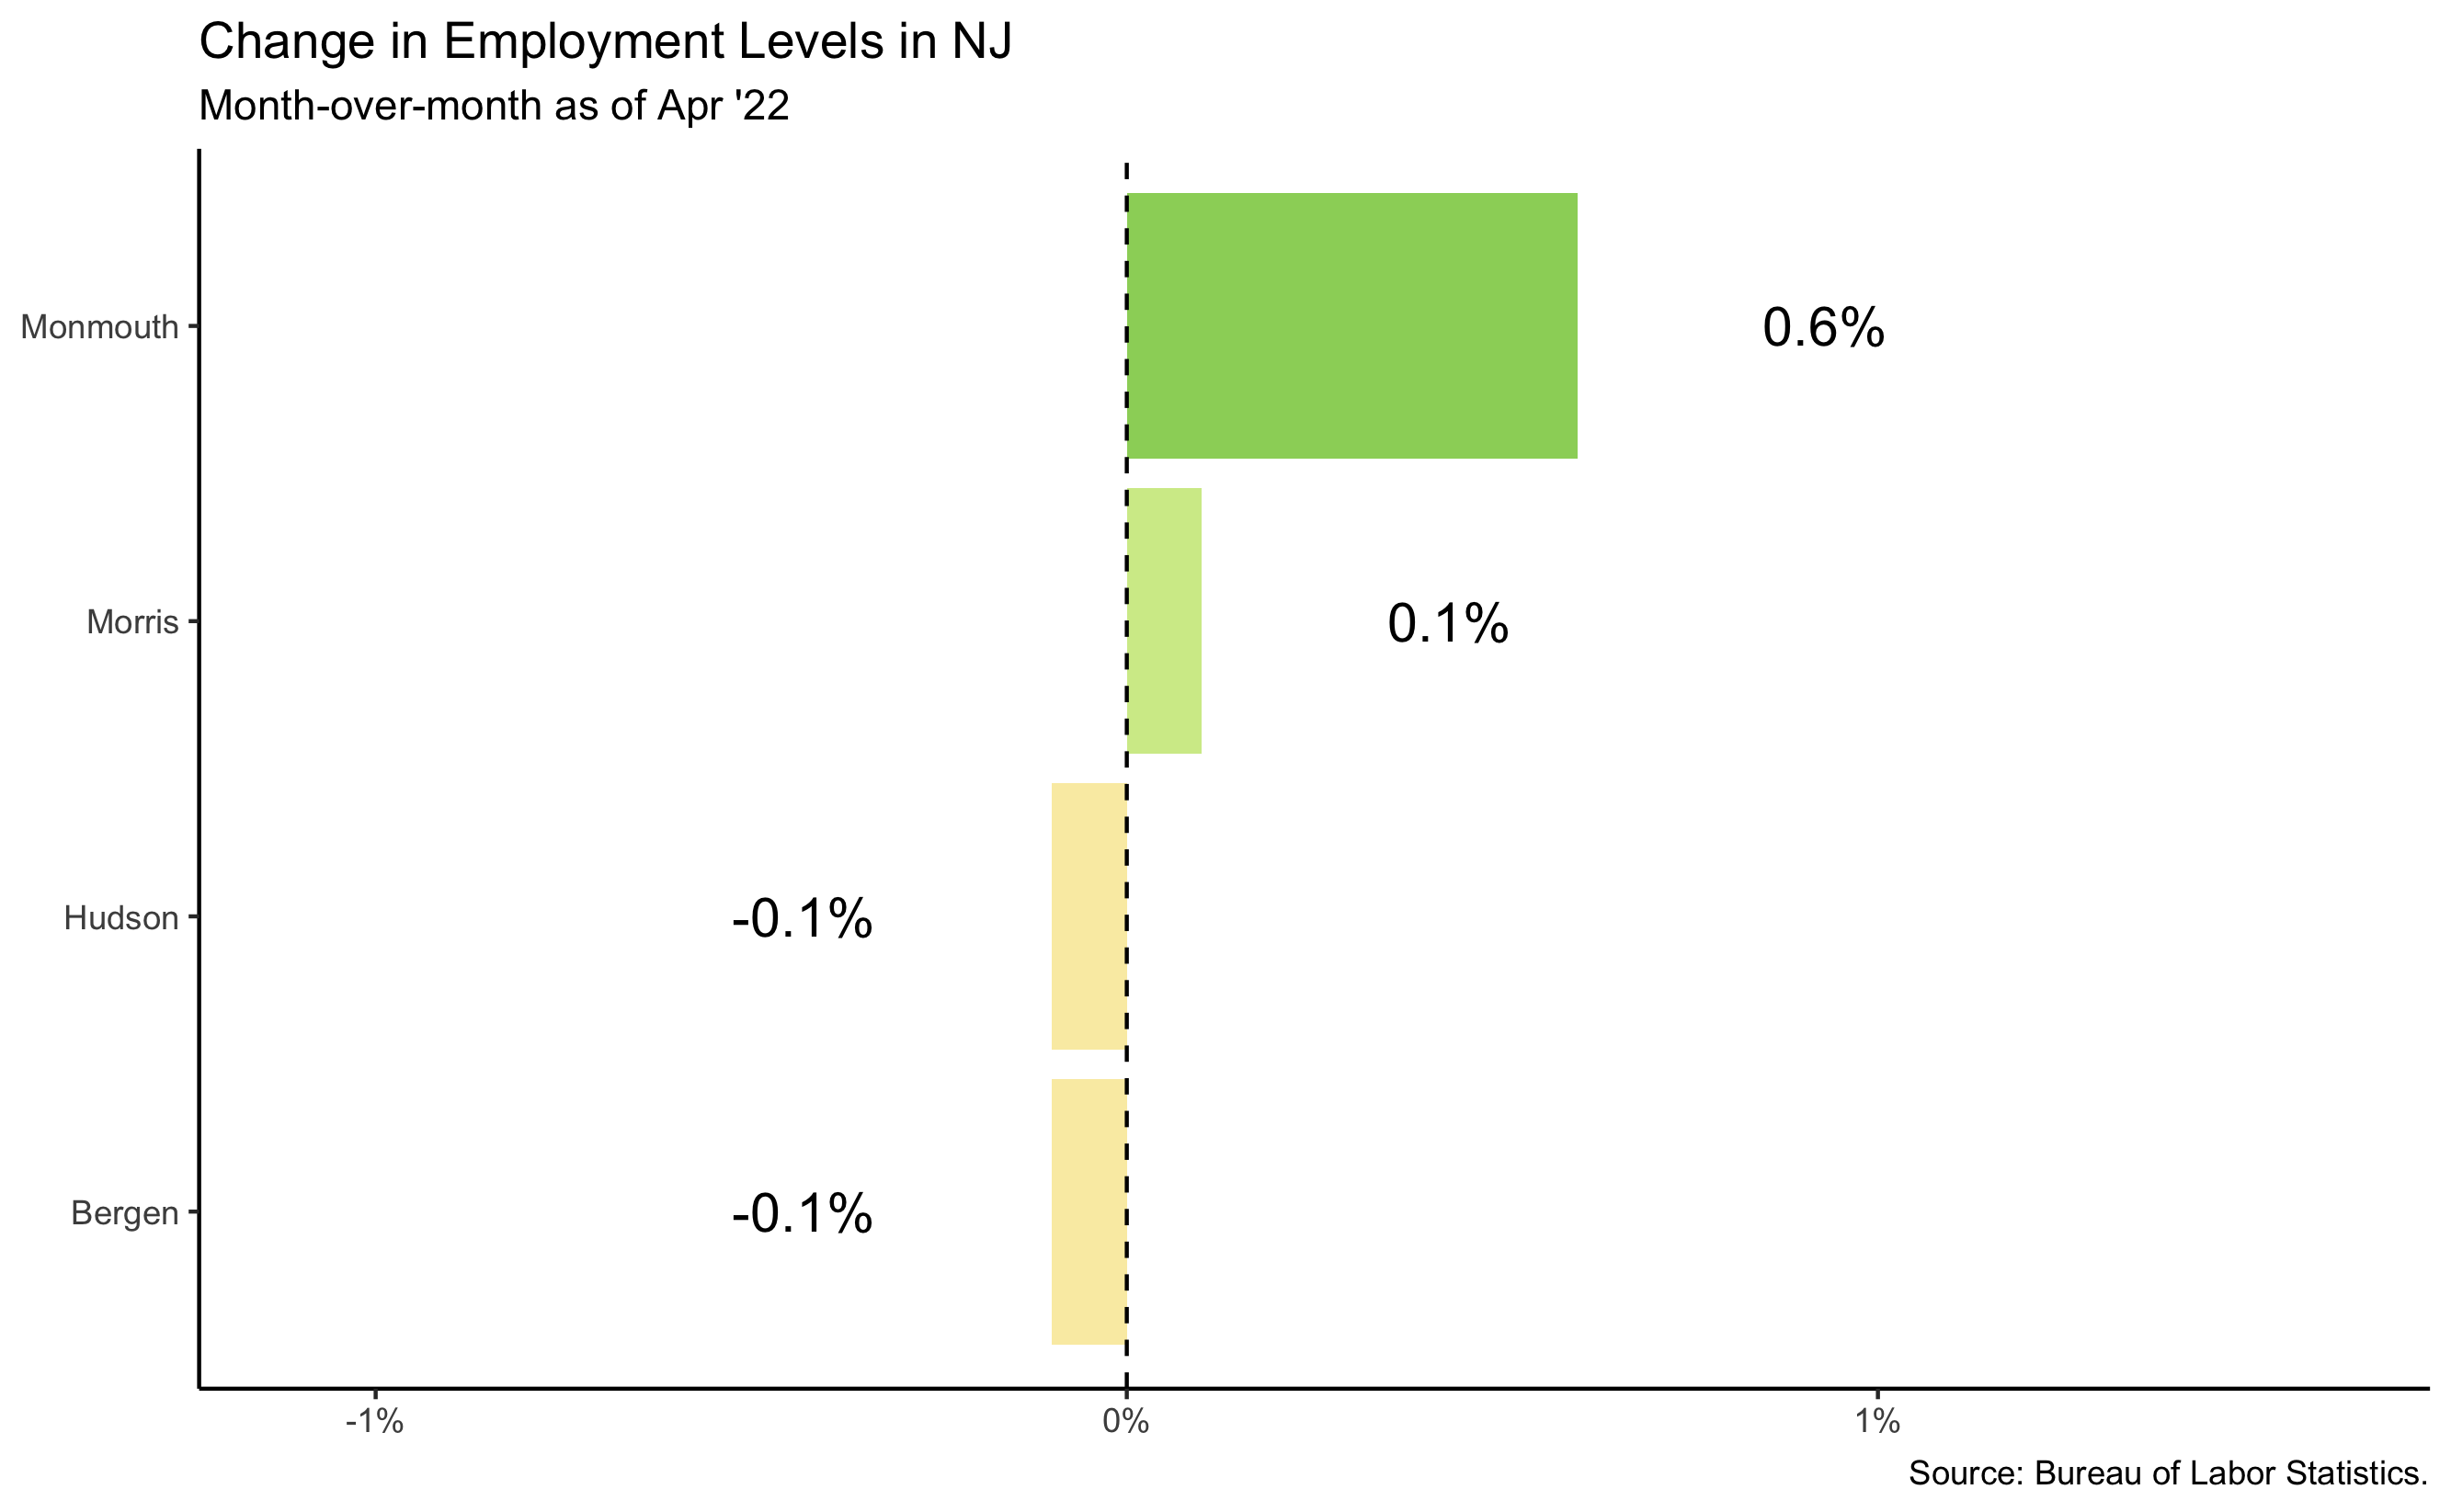 Change in Employment Levels in NJ
Month-over-month as of Apr '22
Monmouth
0.6%
Morris
0.1%
Hudson
-0.1%
Bergen
-0.1%
-1%
0%
1%
Source: Bureau of Labor Statistics.